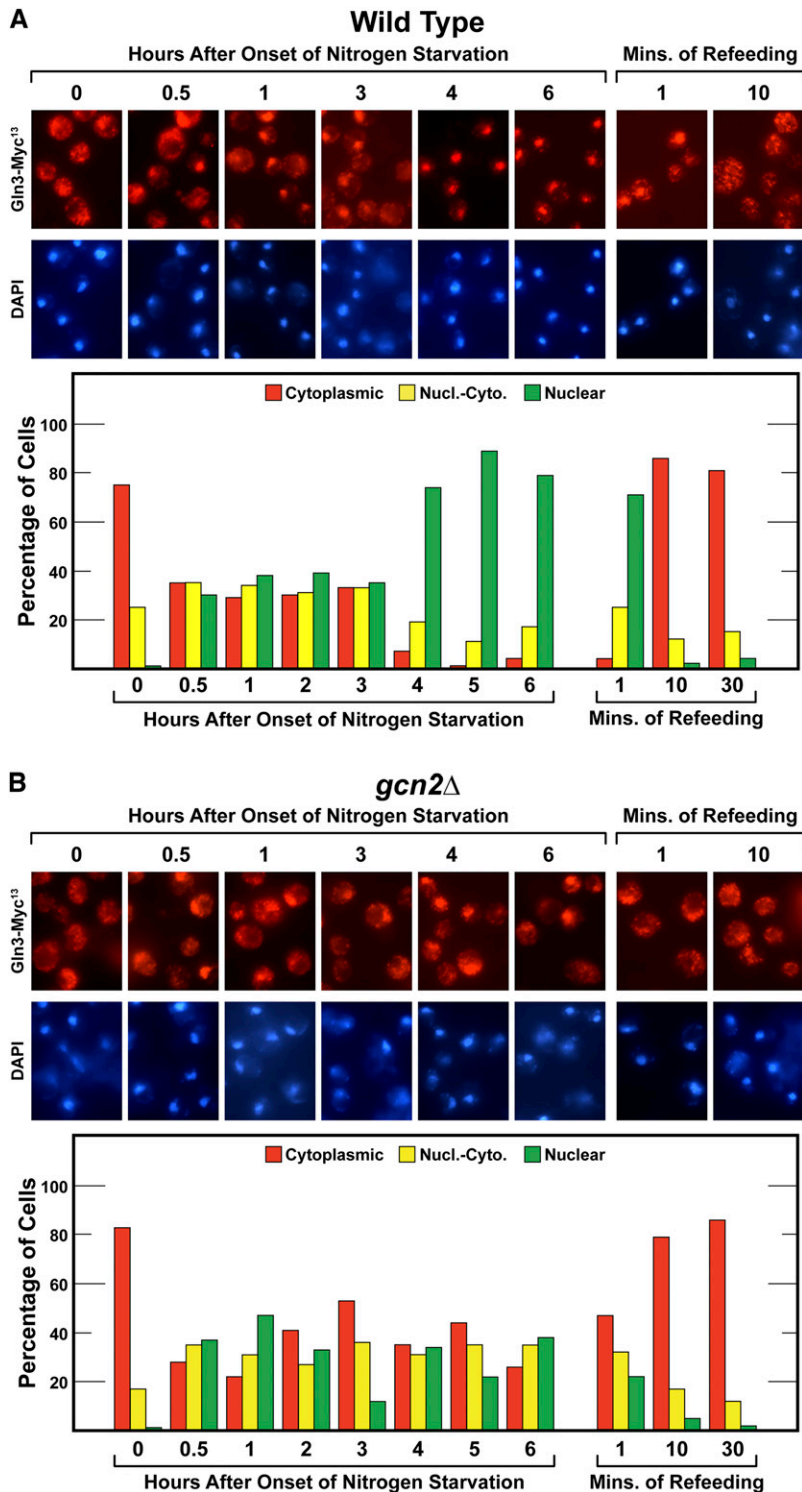 A
Wild Type
Hours After Onset of Nitrogen Starvation Mins. of Refeeding
0 0.5 1 3 4 6 1 10
Gln3-Myc¹³
DAPI
Cytoplasmic Nucl.-Cyto. Nuclear
Percentage of Cells
100
80
60
40
20
0 0.5 1 2 3 4 5 6 1 10 30
Hours After Onset of Nitrogen Starvation Mins. of Refeeding
B
gcn2Δ
Hours After Onset of Nitrogen Starvation Mins. of Refeeding
0 0.5 1 3 4 6 1 10
Gln3-Myc¹³
DAPI
Cytoplasmic Nucl.-Cyto. Nuclear
Percentage of Cells
100
80
60
40
20
0 0.5 1 2 3 4 5 6 1 10 30
Hours After Onset of Nitrogen Starvation Mins. of Refeeding